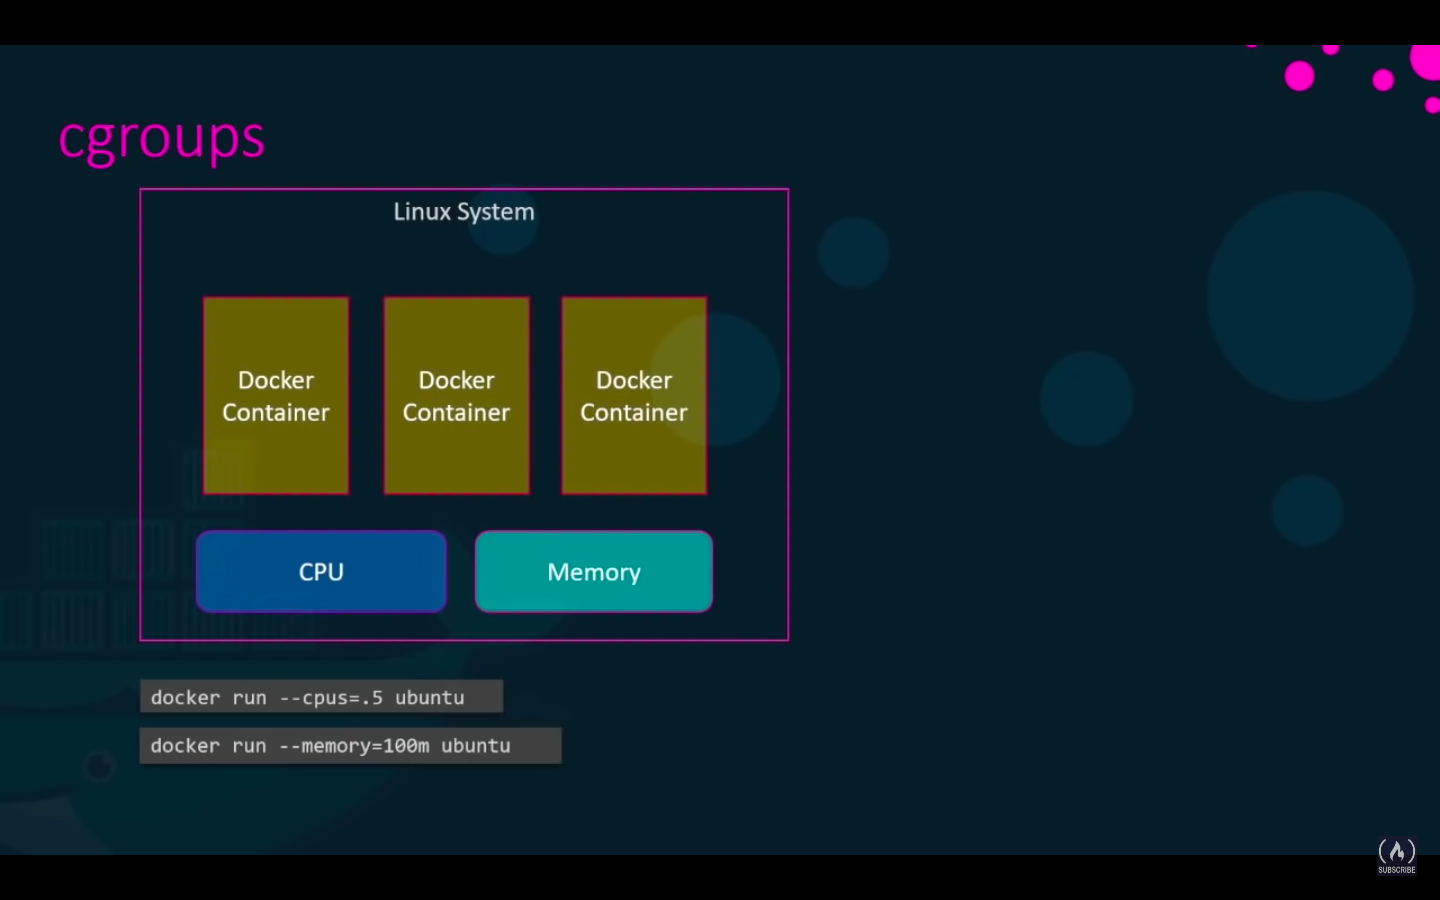 cgroups
Linux System
Docker
Container
Docker
Container
Docker
Container
CPU
Memory
docker run --cpus=.5 ubuntu
docker run --memory=100m ubuntu
SUBSCRIBE